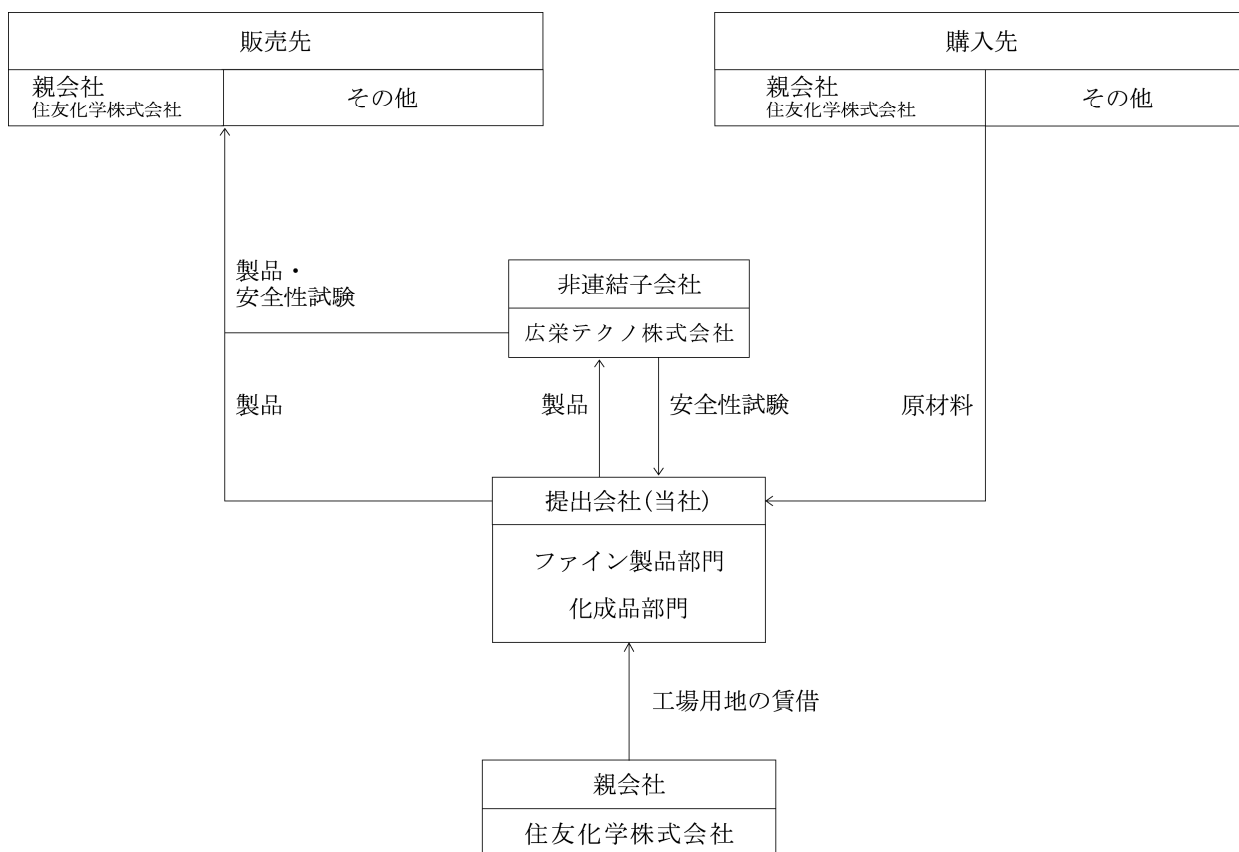 販売先
親会社
住友化学株式会社
その他
購入先
親会社
住友化学株式会社
その他
製品・
安全性試験
非連結子会社
広栄テクノ株式会社
製品
製品
安全性試験
原材料
提出会社(当社)
ファイン製品部門
化成品部門
工場用地の賃借
親会社
住友化学株式会社